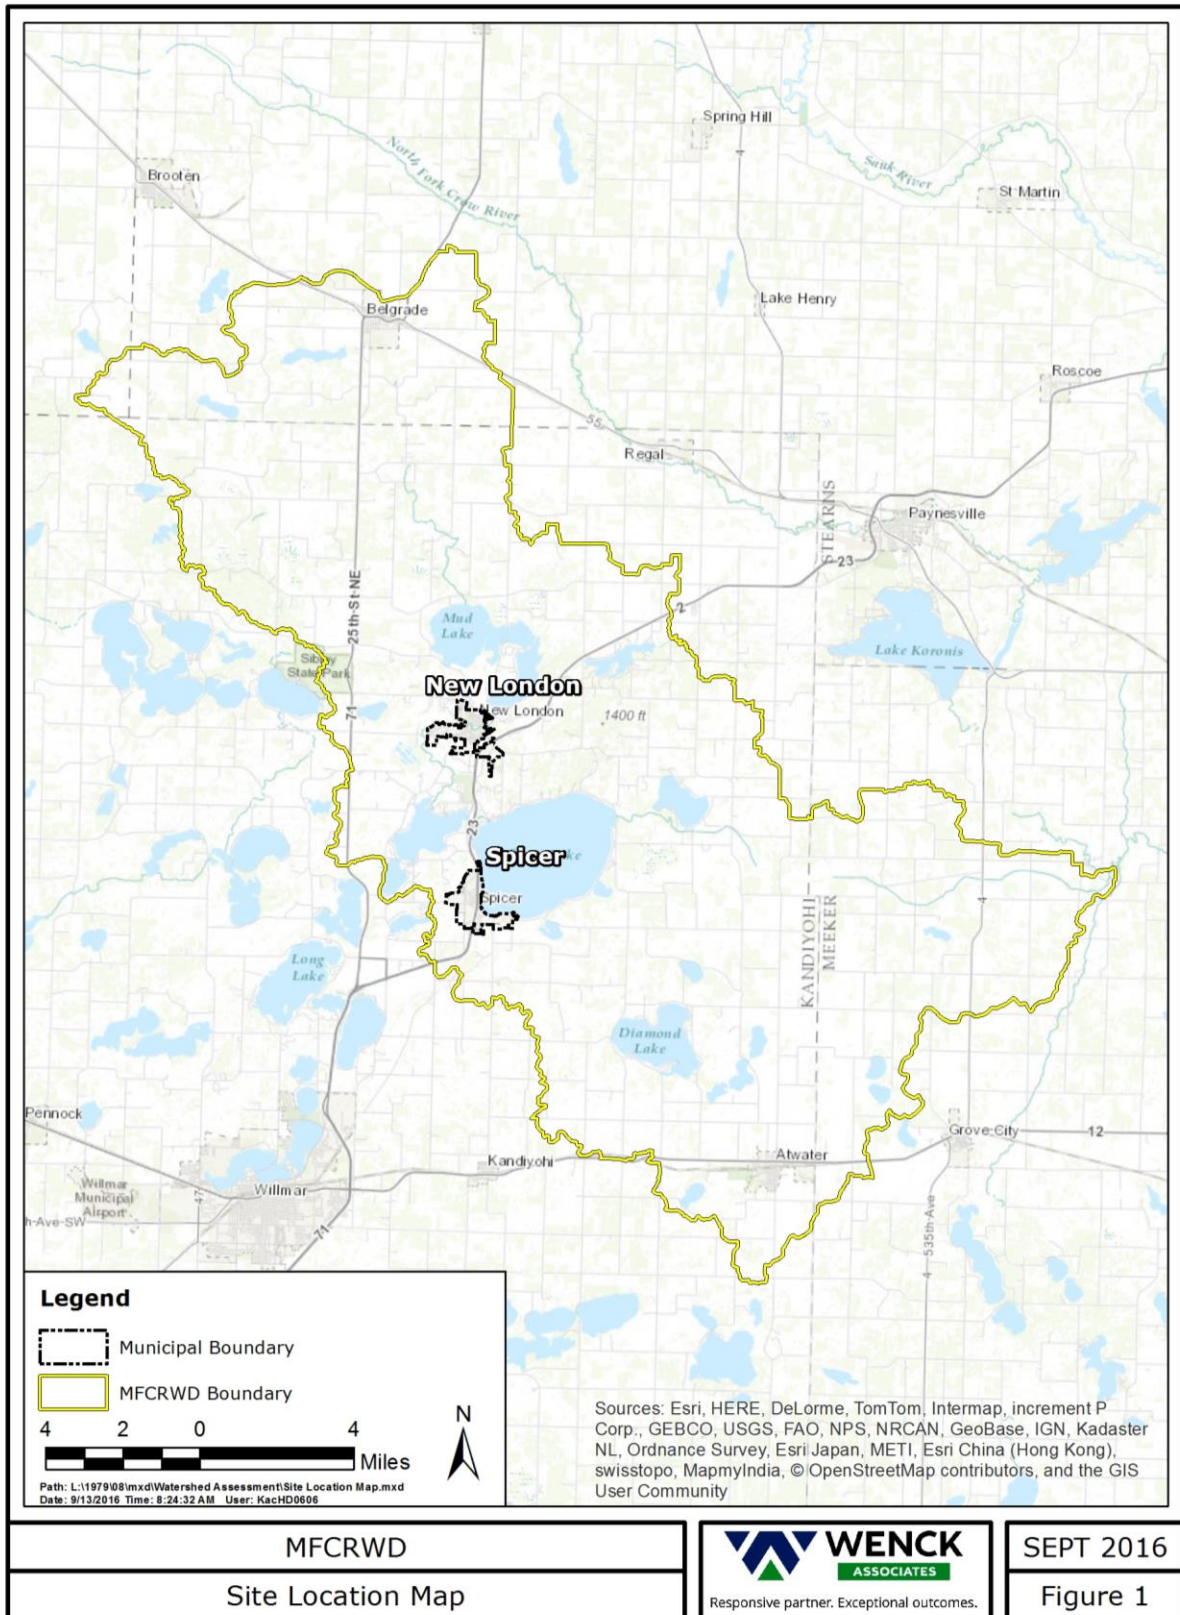 Spring Hill
4
Brooten
North Fork Crow River
Sauk River
St Martin
Lake Henry
Belgrade
Roscoe
55
Regal
STEARNS
Paynesville
23
25th-St-NE
2
Mud
Lake
Lake Koronis
Sibley
State Park
New London
New London
71
1400 ft
23
Spicer
Spicer
4
KANDIYOHI
MEEKER
Long
Lake
Diamond
Lake
Pennock
Grove City
12
Kandiyohi
Atwater
Willmar
Willmar
Municipal
Airport
47
h-Ave-SW
71
535th-Ave
4
Legend
Municipal Boundary
MFCRWD Boundary
4 2 0 4
Miles
N
Path: L:\1979\08\mxd\Watershed Assessment\Site Location Map.mxd
Date: 9/13/2016 Time: 8:24:32 AM User: KacHD0606
Sources: Esri, HERE, DeLorme, TomTom, Intermap, increment P
Corp., GEBCO, USGS, FAO, NPS, NRCAN, GeoBase, IGN, Kadaster
NL, Ordnance Survey, Esri Japan, METI, Esri China (Hong Kong),
swisstopo, MapmyIndia, © OpenStreetMap contributors, and the GIS
User Community
MFCRWD
Site Location Map
WENCK
ASSOCIATES
Responsive partner. Exceptional outcomes.
SEPT 2016
Figure 1